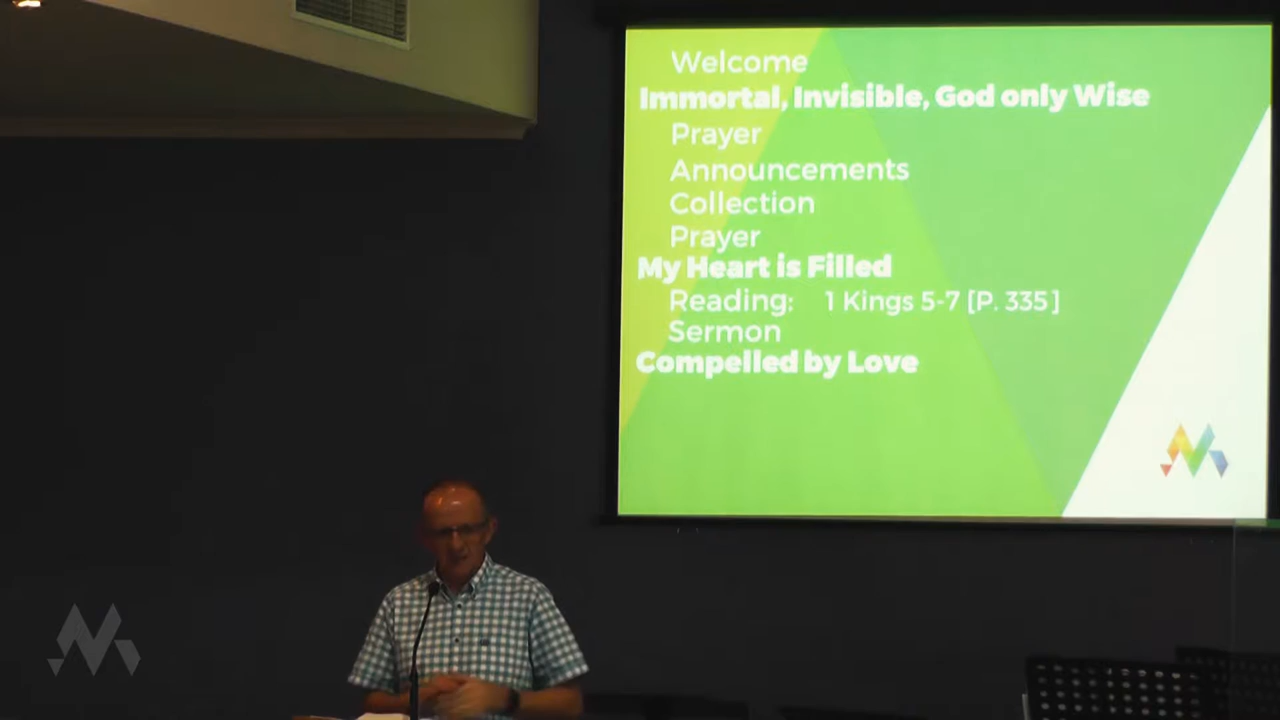 Welcome
Immortal, Invisible, God only Wise
Prayer
Announcements
Collection
Prayer
My Heart is Filled
Reading: 1 Kings 5-7 [P. 335]
Sermon
Compelled by Love